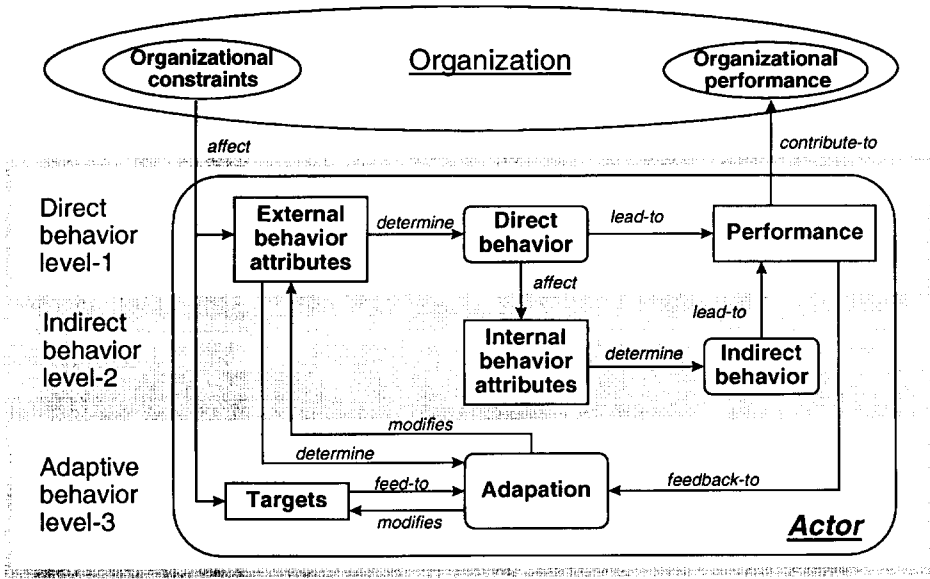 Organizational
constraints
Organization
Organizational
performance
affect
contribute-to
Direct
behavior
level-1
External
behavior
attributes
determine
Direct
behavior
lead-to
Performance
affect
Indirect
behavior
level-2
Internal
behavior
attributes
determine
lead-to
Indirect
behavior
modifies
determine
Adaptive
behavior
level-3
Targets
feed-to
modifies
Adapation
feedback-to
Actor